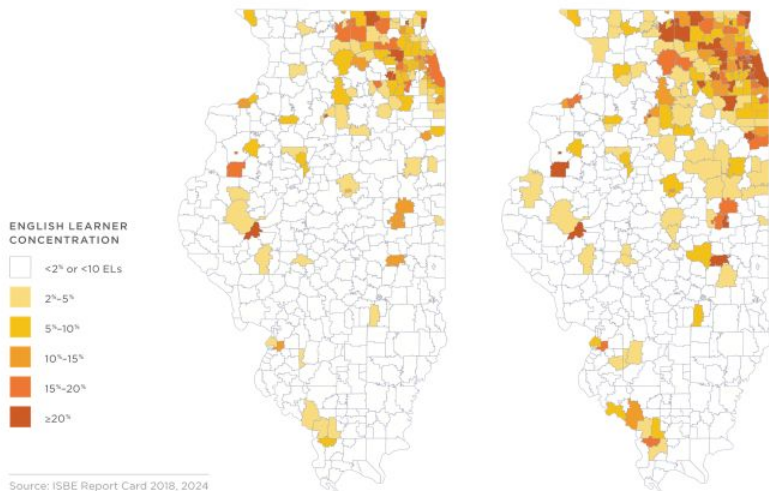 ENGLISH LEARNER
CONCENTRATION
<2% or <10 ELs
2%–5%
5%–10%
10%–15%
15%–20%
≥20%
Source: ISBE Report Card 2018, 2024